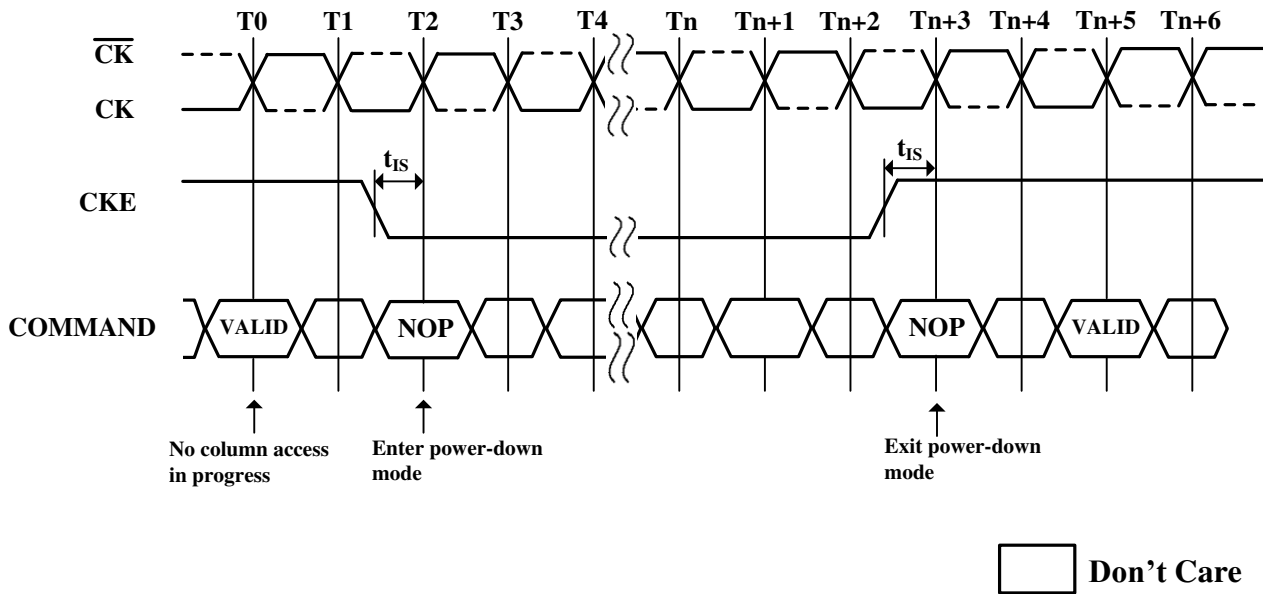 T0 T1 T2 T3 T4 Tn Tn+1 Tn+2 Tn+3 Tn+4 Tn+5 Tn+6
CK
CK
tIS tIS
CKE
COMMAND VALID NOP NOP VALID
No column access
in progress
Enter power-down
mode
Exit power-down
mode
Don't Care